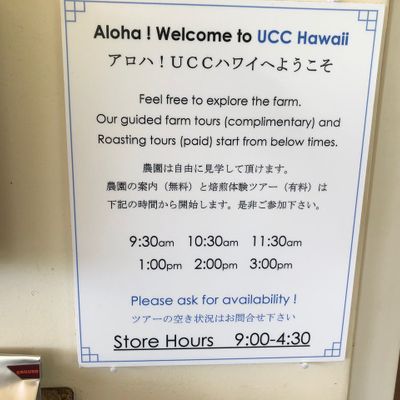 Aloha ! Welcome to UCC Hawaii
アロハ！ＵＣＣハワイへようこそ
Feel free to explore the farm.
Our guided farm tours (complimentary) and
Roasting tours (paid) start from below times.
農園は自由に見学して頂けます。
農園の案内（無料）と焙煎体験ツアー（有料）は
下記の時間から開始します。是非ご参加下さい。
9:30am 10:30am 11:30am
1:00pm 2:00pm 3:00pm
Please ask for availability !
ツアーの空き状況はお問合せ下さい
Store Hours 9:00-4:30